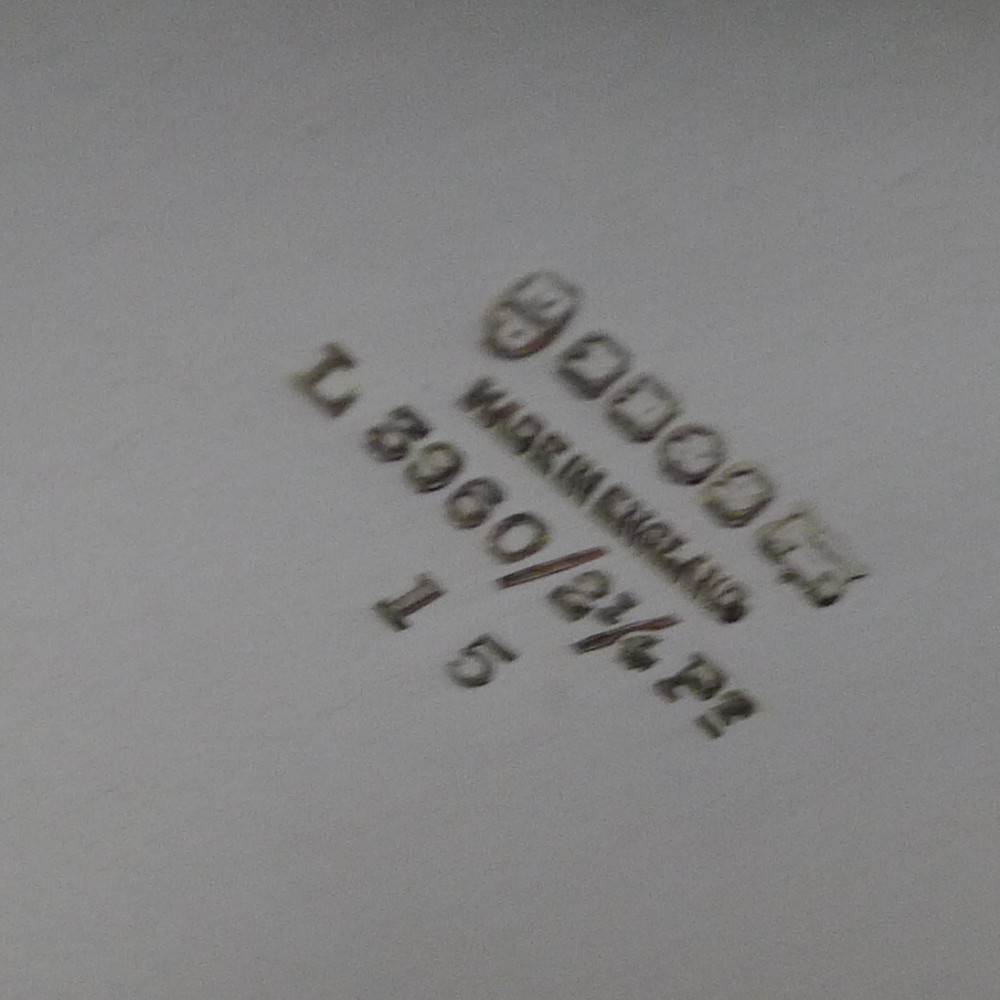 MADE IN ENGLAND
L 3960/2¼ Pᵀ
1 5